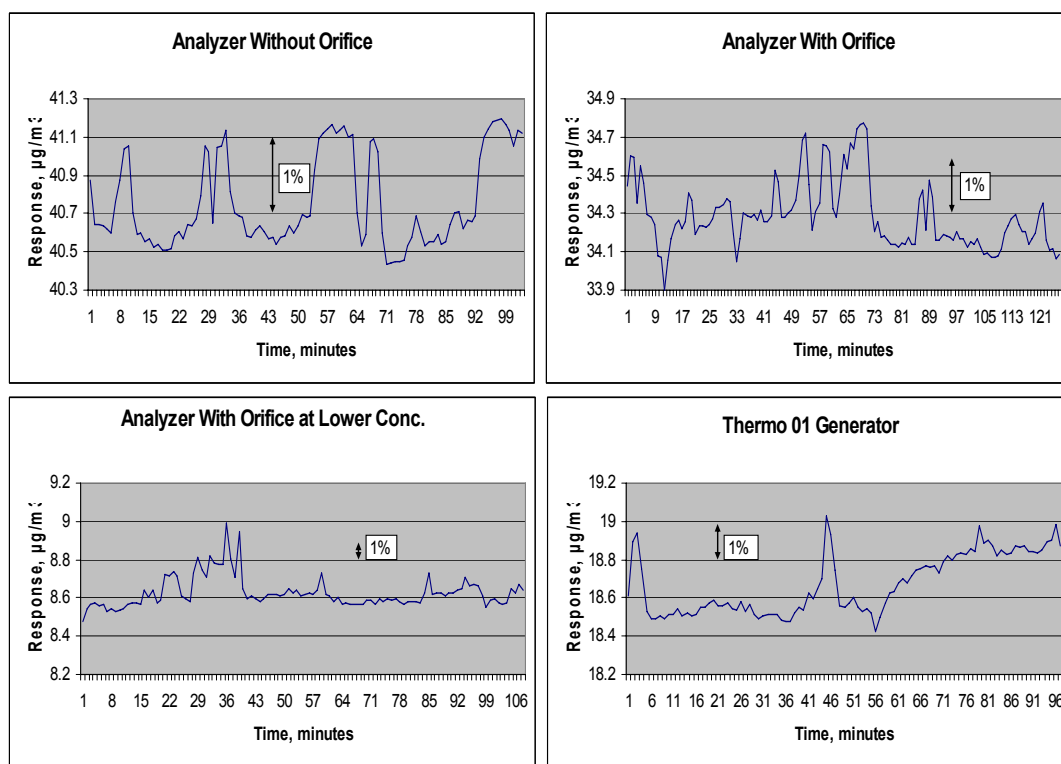 Analyzer Without Orifice
Response, µg/m3
41.3
41.1
40.9
40.7
40.5
40.3
1%
1 8 15 22 29 36 43 50 57 64 71 78 85 92 99
Time, minutes
Analyzer With Orifice
Response, µg/m3
34.9
34.7
34.5
34.3
34.1
33.9
1%
1 9 17 25 33 41 49 57 65 73 81 89 97 105 113 121
Time, minutes
Analyzer With Orifice at Lower Conc.
Response, µg/m3
9.2
9
8.8
8.6
8.4
8.2
1%
1 8 15 22 29 36 43 50 57 64 71 78 85 92 99 106
Time, minutes
Thermo 01 Generator
Response, µg/m3
19.2
19
18.8
18.6
18.4
18.2
1%
1 6 11 16 21 26 31 36 41 46 51 56 61 66 71 76 81 86 91 96
Time, minutes